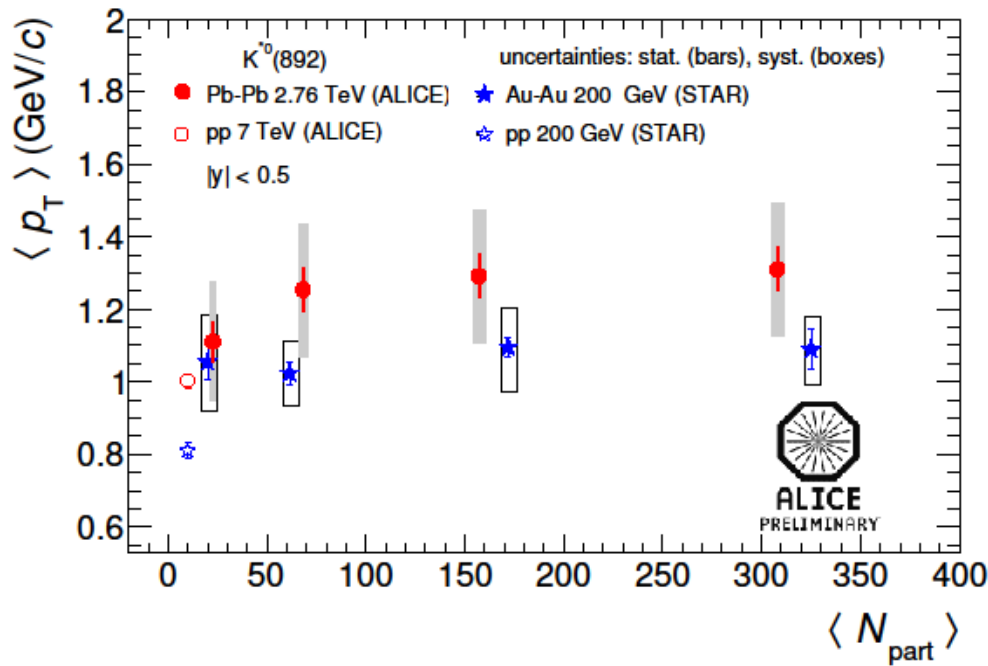 ⟨ p_T ⟩ (GeV/c)
2
1.8
1.6
1.4
1.2
1
0.8
0.6
K*0(892)
uncertainties: stat. (bars), syst. (boxes)
Pb-Pb 2.76 TeV (ALICE)
Au-Au 200 GeV (STAR)
pp 7 TeV (ALICE)
pp 200 GeV (STAR)
|y| < 0.5
ALICE
PRELIMINARY
0 50 100 150 200 250 300 350 400
⟨ N_part ⟩